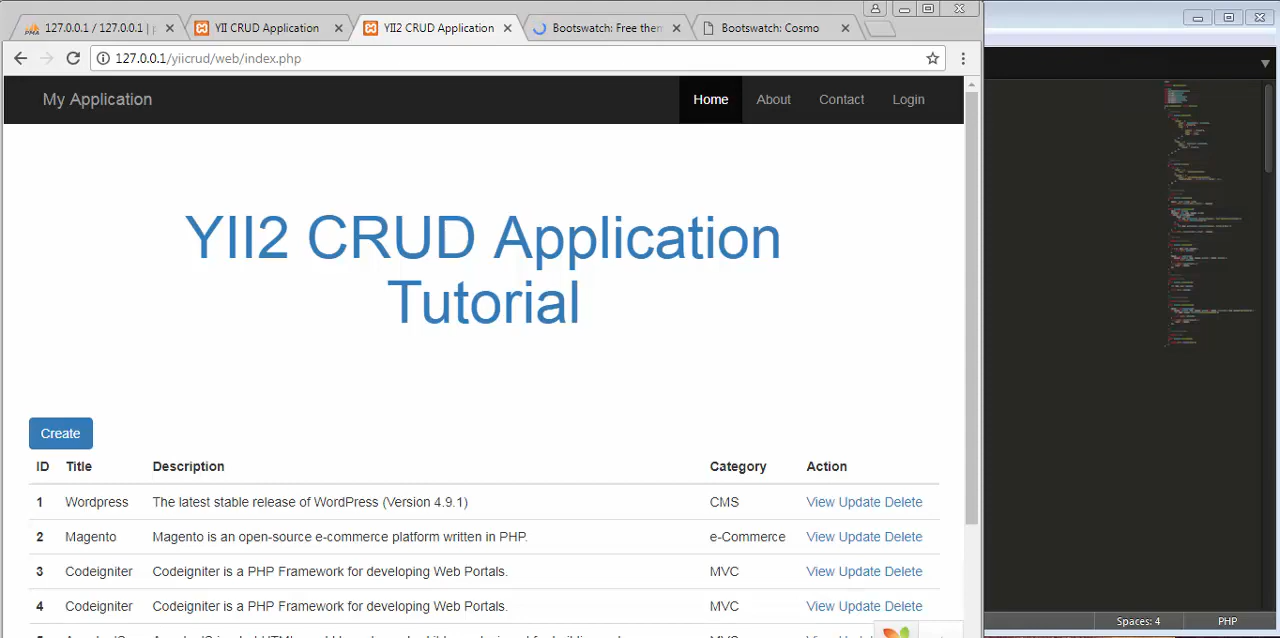 127.0.0.1 / 127.0.0.1 |
YII CRUD Application
YII2 CRUD Application
Bootswatch: Free them
Bootswatch: Cosmo
127.0.0.1/yiicrud/web/index.php
My Application
Home
About
Contact
Login
YII2 CRUD Application
Tutorial
Create
ID Title Description Category Action
1 Wordpress The latest stable release of WordPress (Version 4.9.1) CMS View Update Delete
2 Magento Magento is an open-source e-commerce platform written in PHP. e-Commerce View Update Delete
3 Codeigniter Codeigniter is a PHP Framework for developing Web Portals. MVC View Update Delete
4 Codeigniter Codeigniter is a PHP Framework for developing Web Portals. MVC View Update Delete
Spaces: 4
PHP